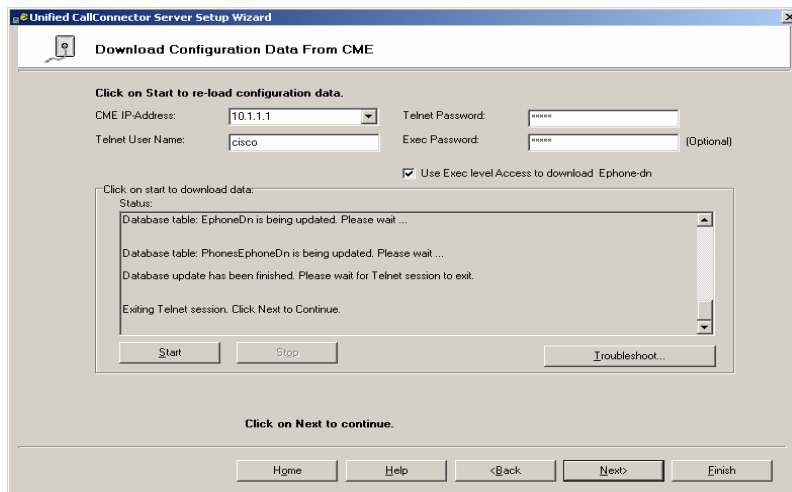 Unified CallConnector Server Setup Wizard
Download Configuration Data From CME
Click on Start to re-load configuration data.
CME IP-Address: 10.1.1.1 Telnet Password: *****
Telnet User Name: cisco Exec Password: ***** (Optional)
Use Exec level Access to download Ephone-dn
Click on start to download data:
Status:
Database table: EphoneDn is being updated. Please wait ...
Database table: PhonesEphoneDn is being updated. Please wait ...
Database update has been finished. Please wait for Telnet session to exit.
Exiting Telnet session. Click Next to Continue.
Start Stop Troubleshoot...
Click on Next to continue.
Home Help <Back Next> Finish